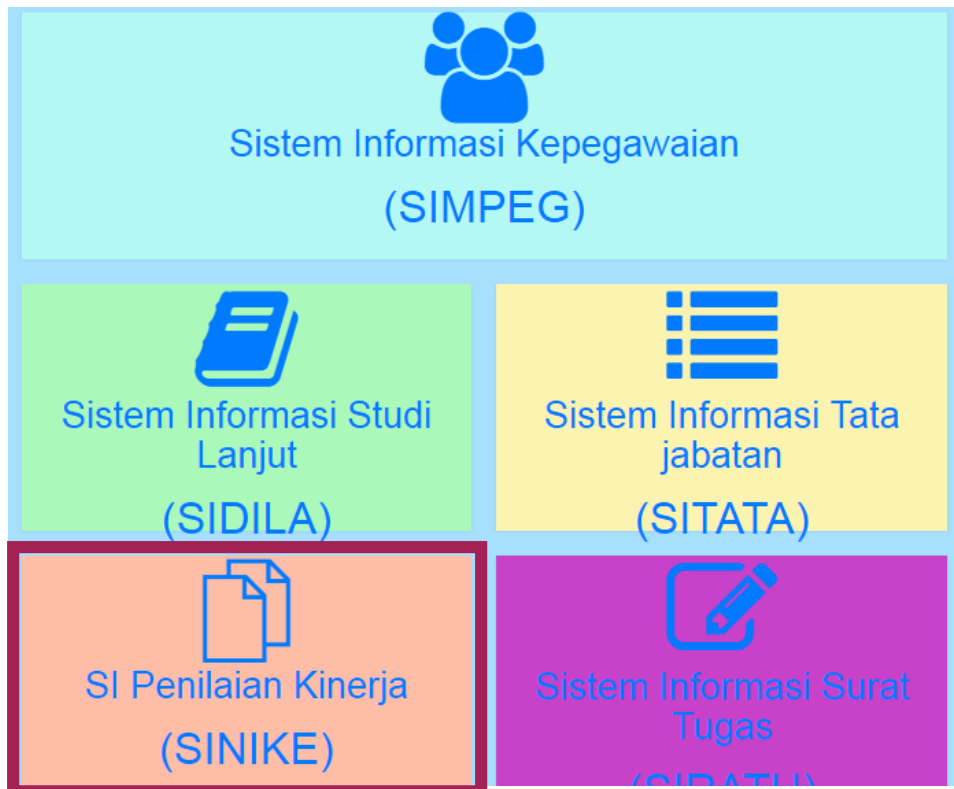 Sistem Informasi Kepegawaian
(SIMPEG)
Sistem Informasi Studi
Lanjut
(SIDILA)
Sistem Informasi Tata
jabatan
(SITATA)
SI Penilaian Kinerja
(SINIKE)
Sistem Informasi Surat
Tugas
(SIRATU)